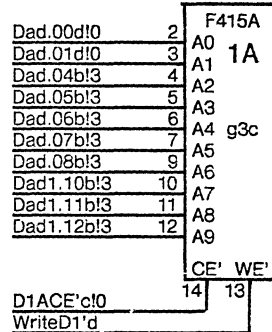 F415A
Dad.00d!0 2 A0 1A
Dad.01d!0 3 A1
Dad.04b!3 4 A2
Dad.05b!3 5 A3
Dad.06b!3 6 A4 g3c
Dad.07b!3 7 A5
Dad.08b!3 9 A6
Dad1.10b!3 10 A7
Dad1.11b!3 11 A8
Dad1.12b!3 12 A9
CE' WE'
14 13
D1ACE'c!0
WriteD1'd